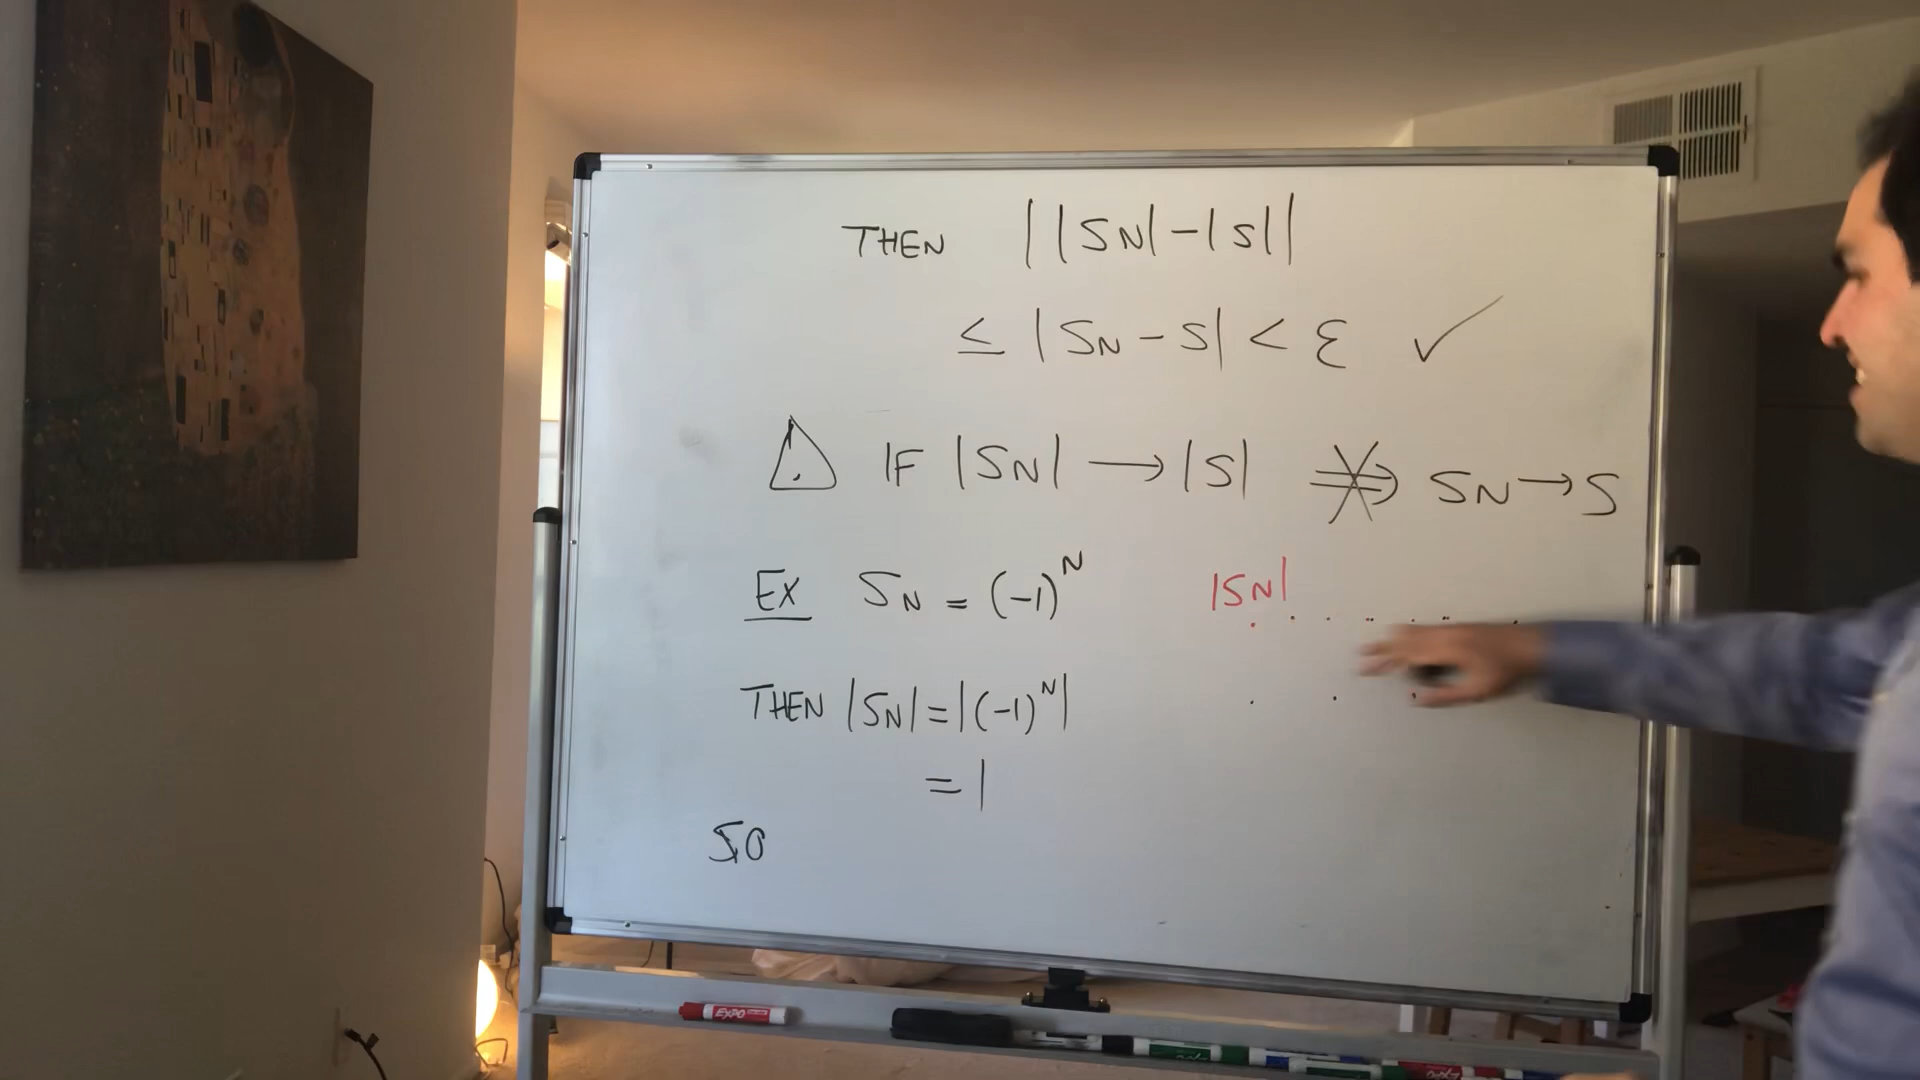 THEN ||SN|-|S||
≤ |SN - S| < ε ✓
⚠ IF |SN| → |S| ⇏ SN → S
EX SN = (-1)^N |SN|
THEN |SN| = |(-1)^N|
= 1
SO
EXPO